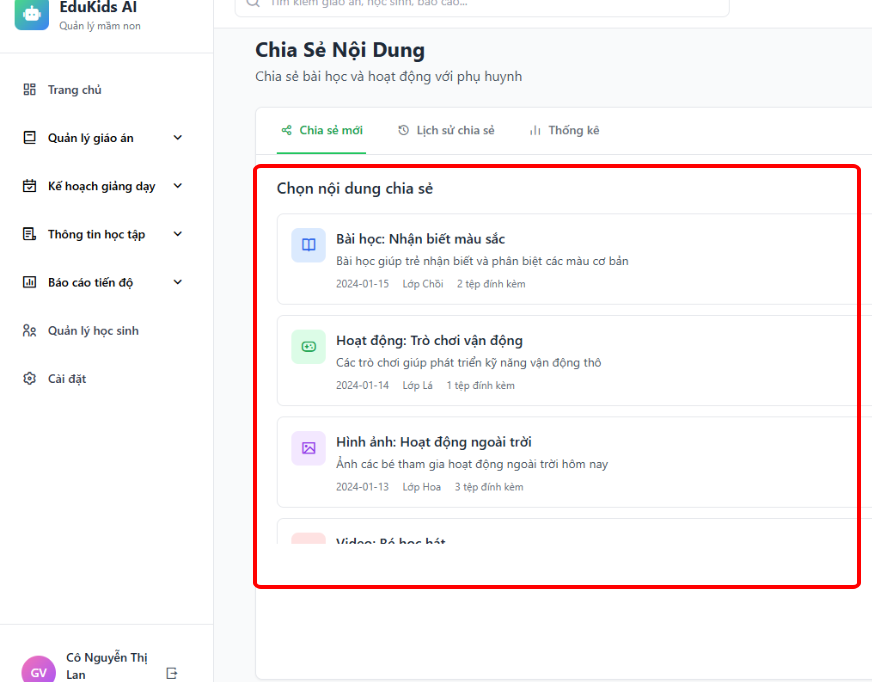 EduKids AI
Quản lý mầm non
Tìm kiếm giáo án, học sinh, báo cáo...
Trang chủ
Quản lý giáo án
Kế hoạch giảng dạy
Thông tin học tập
Báo cáo tiến độ
Quản lý học sinh
Cài đặt
GV
Cô Nguyễn Thị
Lan
Chia Sẻ Nội Dung
Chia sẻ bài học và hoạt động với phụ huynh
Chia sẻ mới
Lịch sử chia sẻ
Thống kê
Chọn nội dung chia sẻ
Bài học: Nhận biết màu sắc
Bài học giúp trẻ nhận biết và phân biệt các màu cơ bản
2024-01-15 Lớp Chồi 2 tệp đính kèm
Hoạt động: Trò chơi vận động
Các trò chơi giúp phát triển kỹ năng vận động thô
2024-01-14 Lớp Lá 1 tệp đính kèm
Hình ảnh: Hoạt động ngoài trời
Ảnh các bé tham gia hoạt động ngoài trời hôm nay
2024-01-13 Lớp Hoa 3 tệp đính kèm
Video: Bé học hát